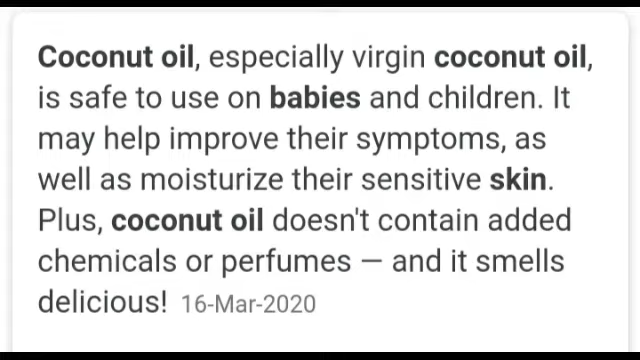 Coconut oil, especially virgin coconut oil,
is safe to use on babies and children. It
may help improve their symptoms, as
well as moisturize their sensitive skin.
Plus, coconut oil doesn't contain added
chemicals or perfumes — and it smells
delicious! 16-Mar-2020